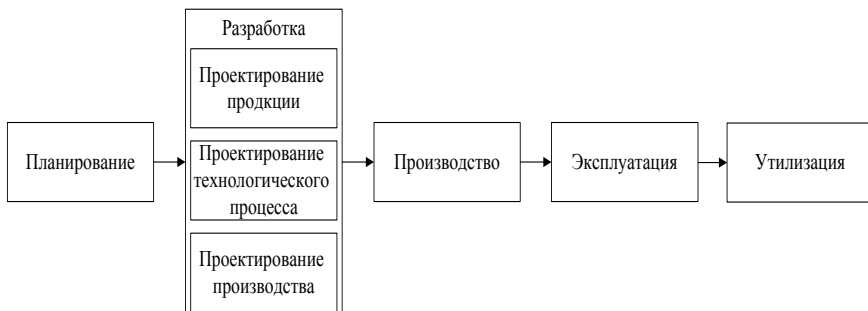 Разработка
Проектирование
продкции
Планирование
Проектирование
технологического
процесса
Производство
Эксплуатация
Утилизация
Проектирование
производства